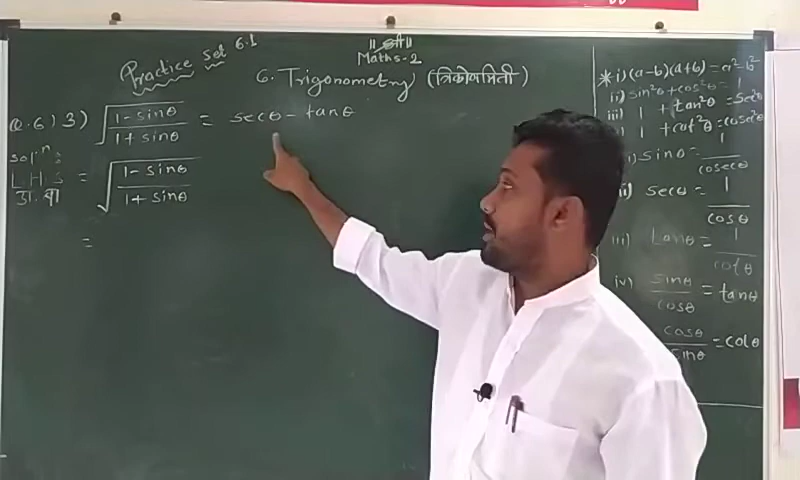 Practice Set 6.1
॥ श्री ॥
Maths-2
6. Trigonometry (त्रिकोणमिती)
Q.6) 3) √(1 - sinθ / 1 + sinθ) = secθ - tanθ
Solⁿ:
LHS = √(1 - sinθ / 1 + sinθ)
डा. बा
=
* i) (a-b)(a+b) = a²-b²
ii) sin²θ + cos²θ = 1
iii) 1 + tan²θ = sec²θ
1 + cot²θ = cosec²θ
i) sinθ = 1 / cosecθ
ii) secθ = 1 / cosθ
iii) tanθ = 1 / cotθ
iv) sinθ / cosθ = tanθ
cosθ / sinθ = cotθ